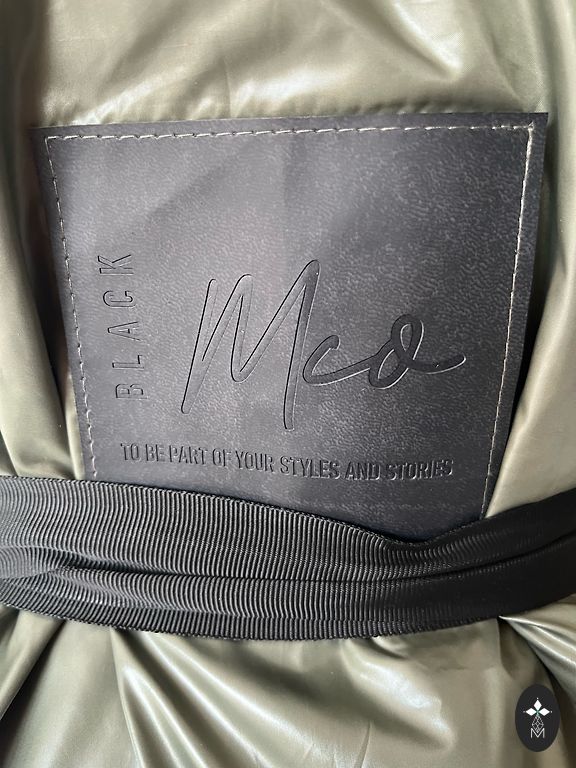 BLACK
Mco
TO BE PART OF YOUR STYLES AND STORIES
M